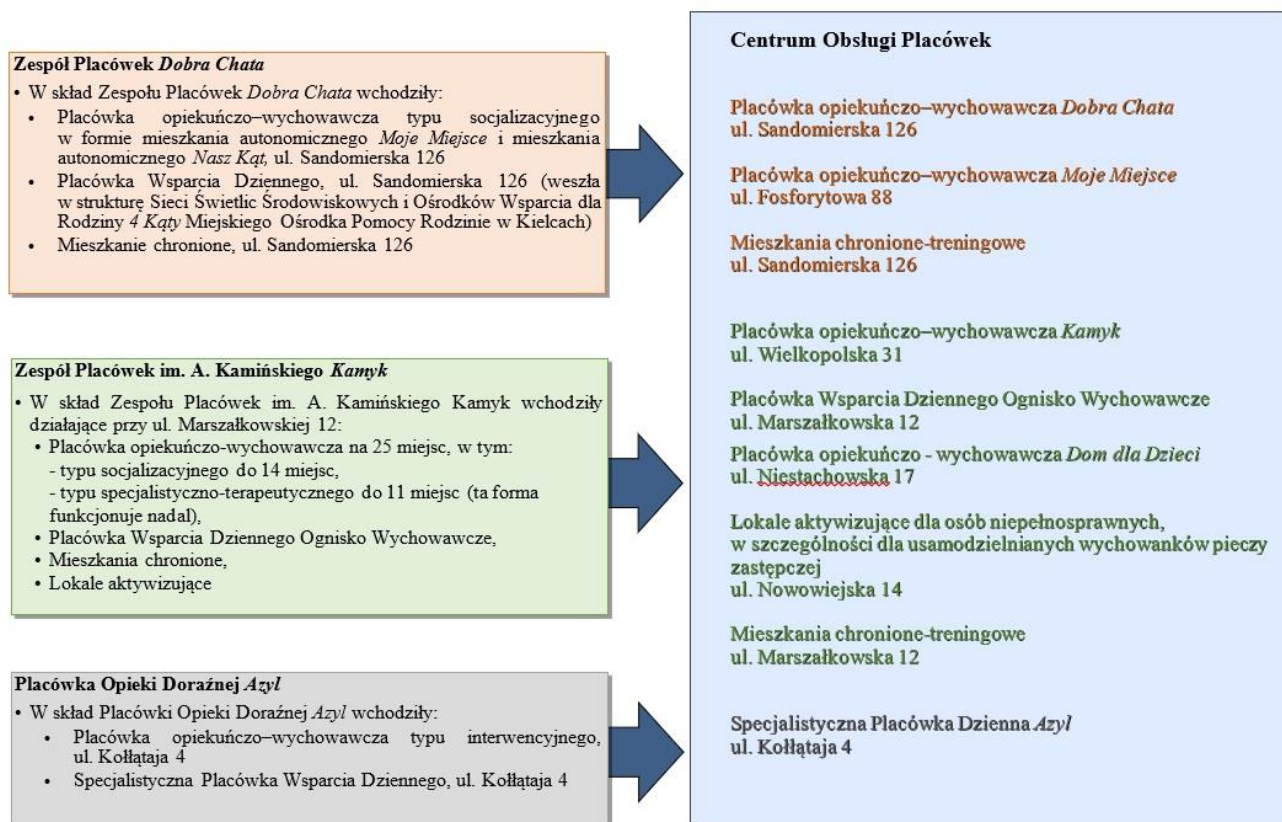 Zespół Placówek Dobra Chata
• W skład Zespołu Placówek Dobra Chata wchodziły:
• Placówka opiekuńczo–wychowawcza typu socjalizacyjnego
w formie mieszkania autonomicznego Moje Miejsce i mieszkania
autonomicznego Nasz Kąt, ul. Sandomierska 126
• Placówka Wsparcia Dziennego, ul. Sandomierska 126 (weszła
w strukturę Sieci Świetlic Środowiskowych i Ośrodków Wsparcia dla
Rodziny 4 Kąty Miejskiego Ośrodka Pomocy Rodzinie w Kielcach)
• Mieszkanie chronione, ul. Sandomierska 126
Zespół Placówek im. A. Kamińskiego Kamyk
• W skład Zespołu Placówek im. A. Kamińskiego Kamyk wchodziły
działające przy ul. Marszałkowskiej 12:
• Placówka opiekuńczo-wychowawcza na 25 miejsc, w tym:
- typu socjalizacyjnego do 14 miejsc,
- typu specjalistyczno-terapeutycznego do 11 miejsc (ta forma
funkcjonuje nadal),
• Placówka Wsparcia Dziennego Ognisko Wychowawcze,
• Mieszkania chronione,
• Lokale aktywizujące
Placówka Opieki Doraźnej Azyl
• W skład Placówki Opieki Doraźnej Azyl wchodziły:
• Placówka opiekuńczo–wychowawcza typu interwencyjnego,
ul. Kołłątaja 4
• Specjalistyczna Placówka Wsparcia Dziennego, ul. Kołłątaja 4
Centrum Obsługi Placówek
Placówka opiekuńczo–wychowawcza Dobra Chata
ul. Sandomierska 126
Placówka opiekuńczo–wychowawcza Moje Miejsce
ul. Fosforytowa 88
Mieszkania chronione-treningowe
ul. Sandomierska 126
Placówka opiekuńczo–wychowawcza Kamyk
ul. Wielkopolska 31
Placówka Wsparcia Dziennego Ognisko Wychowawcze
ul. Marszałkowska 12
Placówka opiekuńczo - wychowawcza Dom dla Dzieci
ul. Niestachowska 17
Lokale aktywizujące dla osób niepełnosprawnych,
w szczególności dla usamodzielnianych wychowanków pieczy
zastępczej
ul. Nowowiejska 14
Mieszkania chronione-treningowe
ul. Marszałkowska 12
Specjalistyczna Placówka Dzienna Azyl
ul. Kołłątaja 4